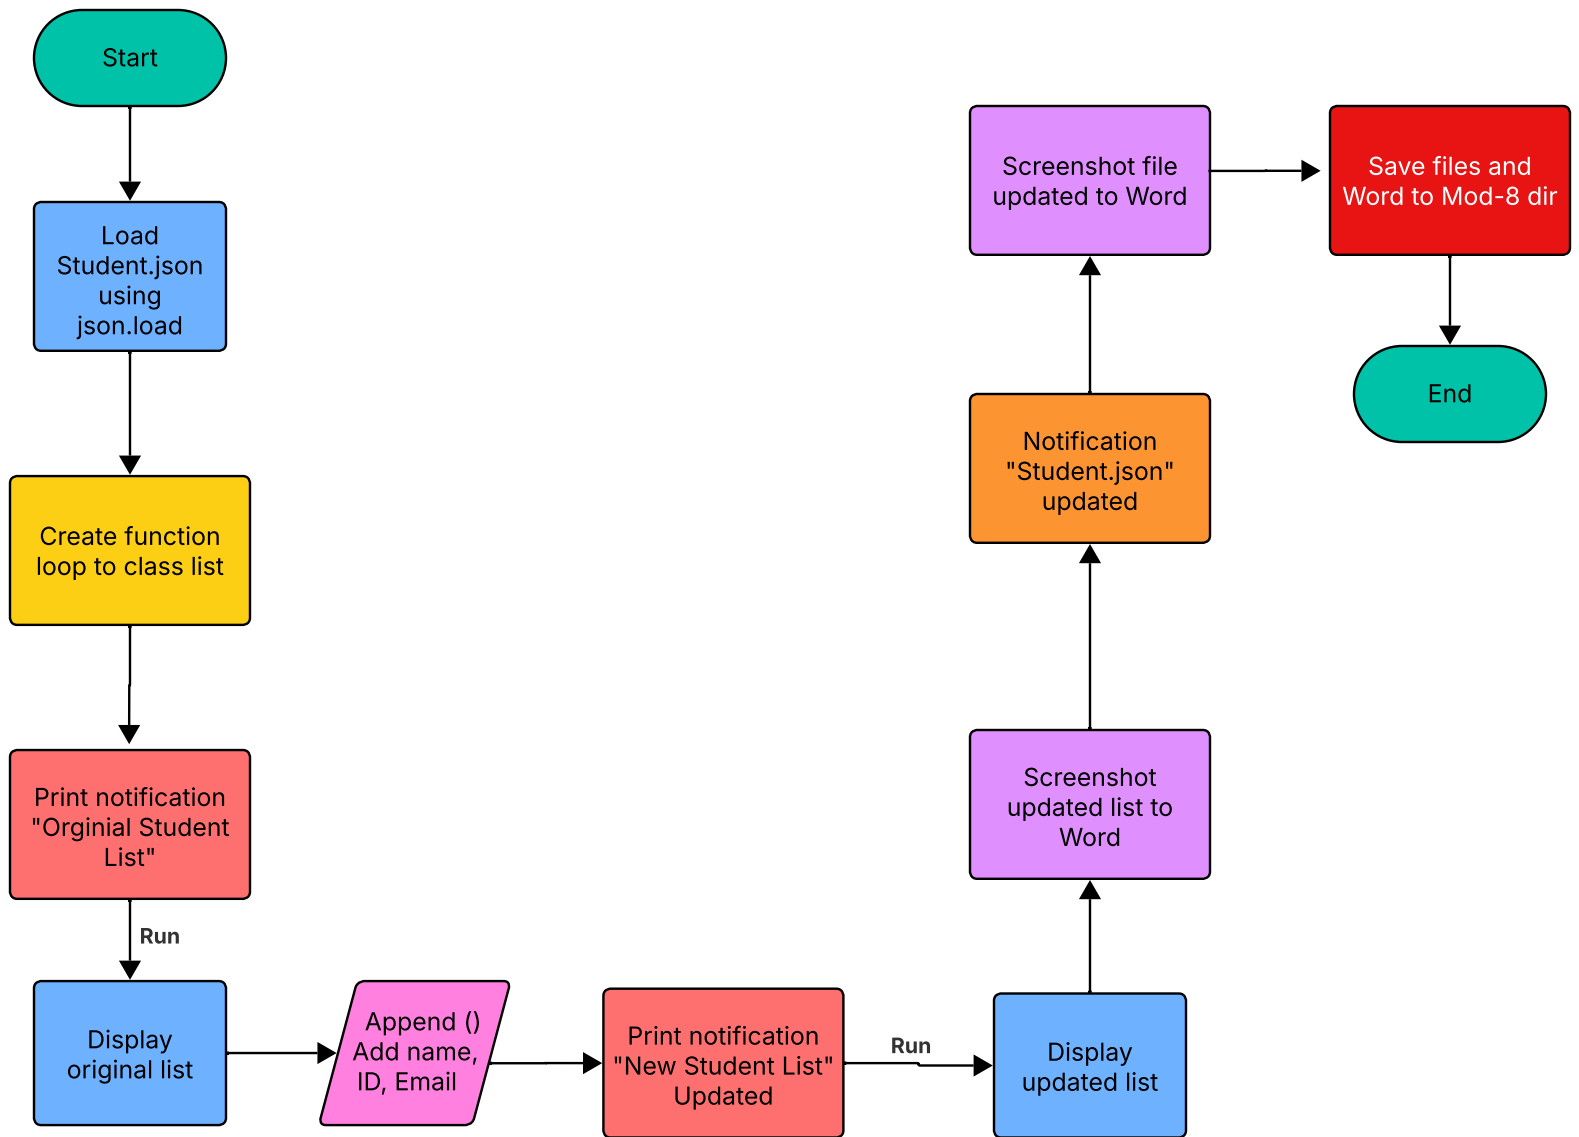 Start
Load
Student.json
using
json.load
Create function
loop to class list
Print notification
"Orginial Student
List"
Run
Display
original list
Append ()
Add name,
ID, Email
Print notification
"New Student List"
Updated
Run
Display
updated list
Screenshot
updated list to
Word
Notification
"Student.json"
updated
Screenshot file
updated to Word
Save files and
Word to Mod-8 dir
End